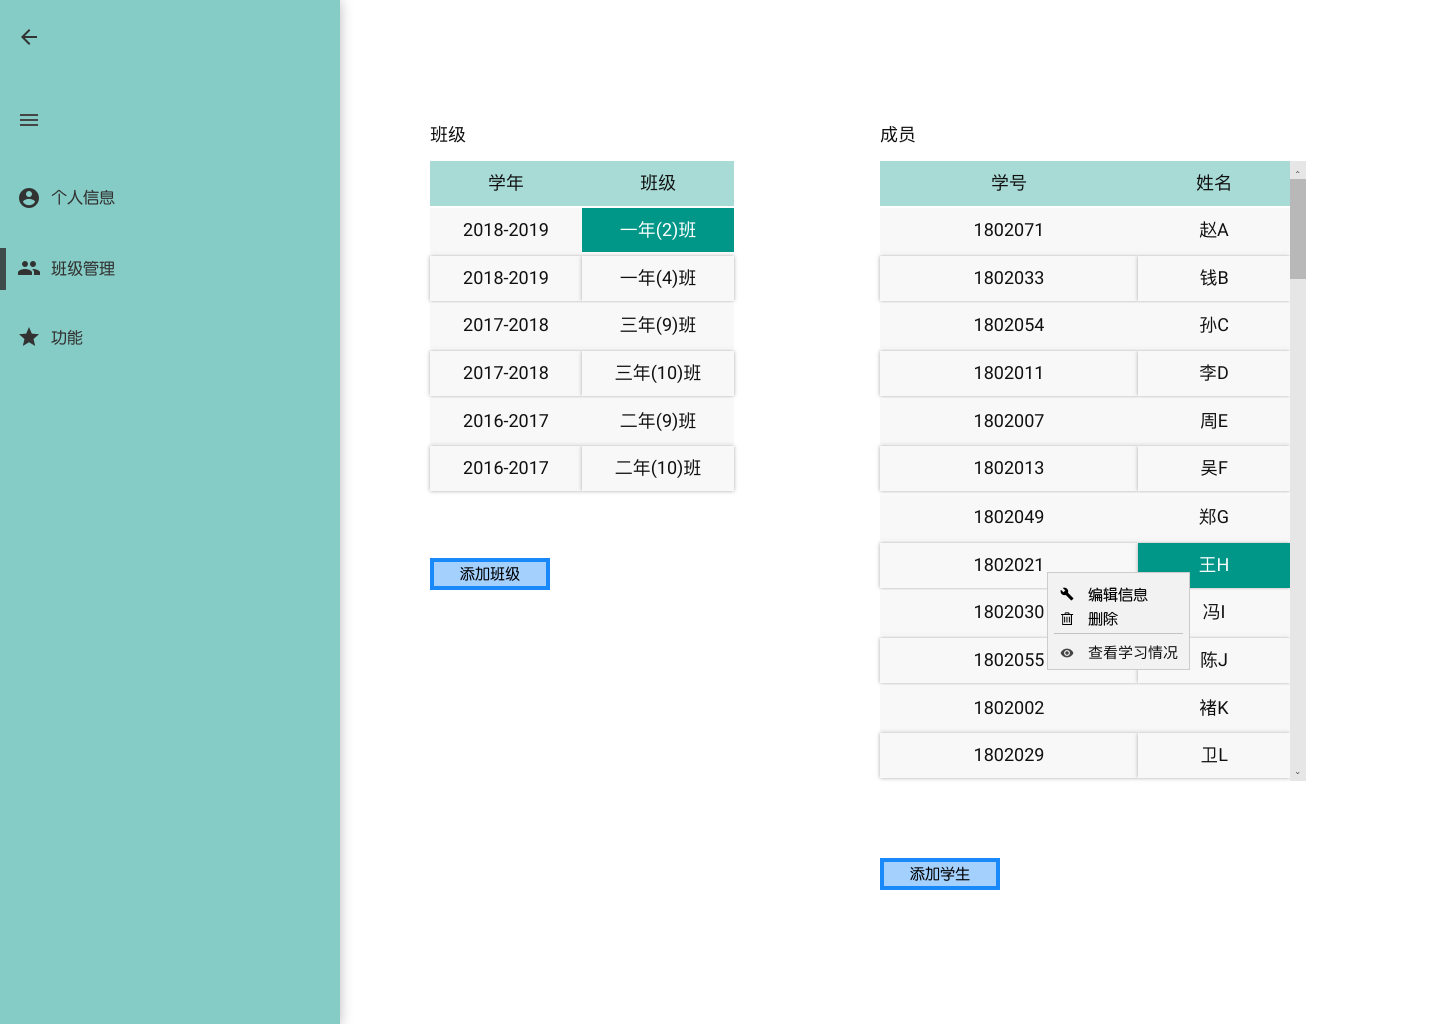 个人信息
班级管理
功能
班级
学年 班级
2018-2019 一年(2)班
2018-2019 一年(4)班
2017-2018 三年(9)班
2017-2018 三年(10)班
2016-2017 二年(9)班
2016-2017 二年(10)班
添加班级
成员
学号 姓名
1802071 赵A
1802033 钱B
1802054 孙C
1802011 李D
1802007 周E
1802013 吴F
1802049 郑G
1802021 王H
1802030 冯I
1802055 陈J
1802002 褚K
1802029 卫L
编辑信息
删除
查看学习情况
添加学生